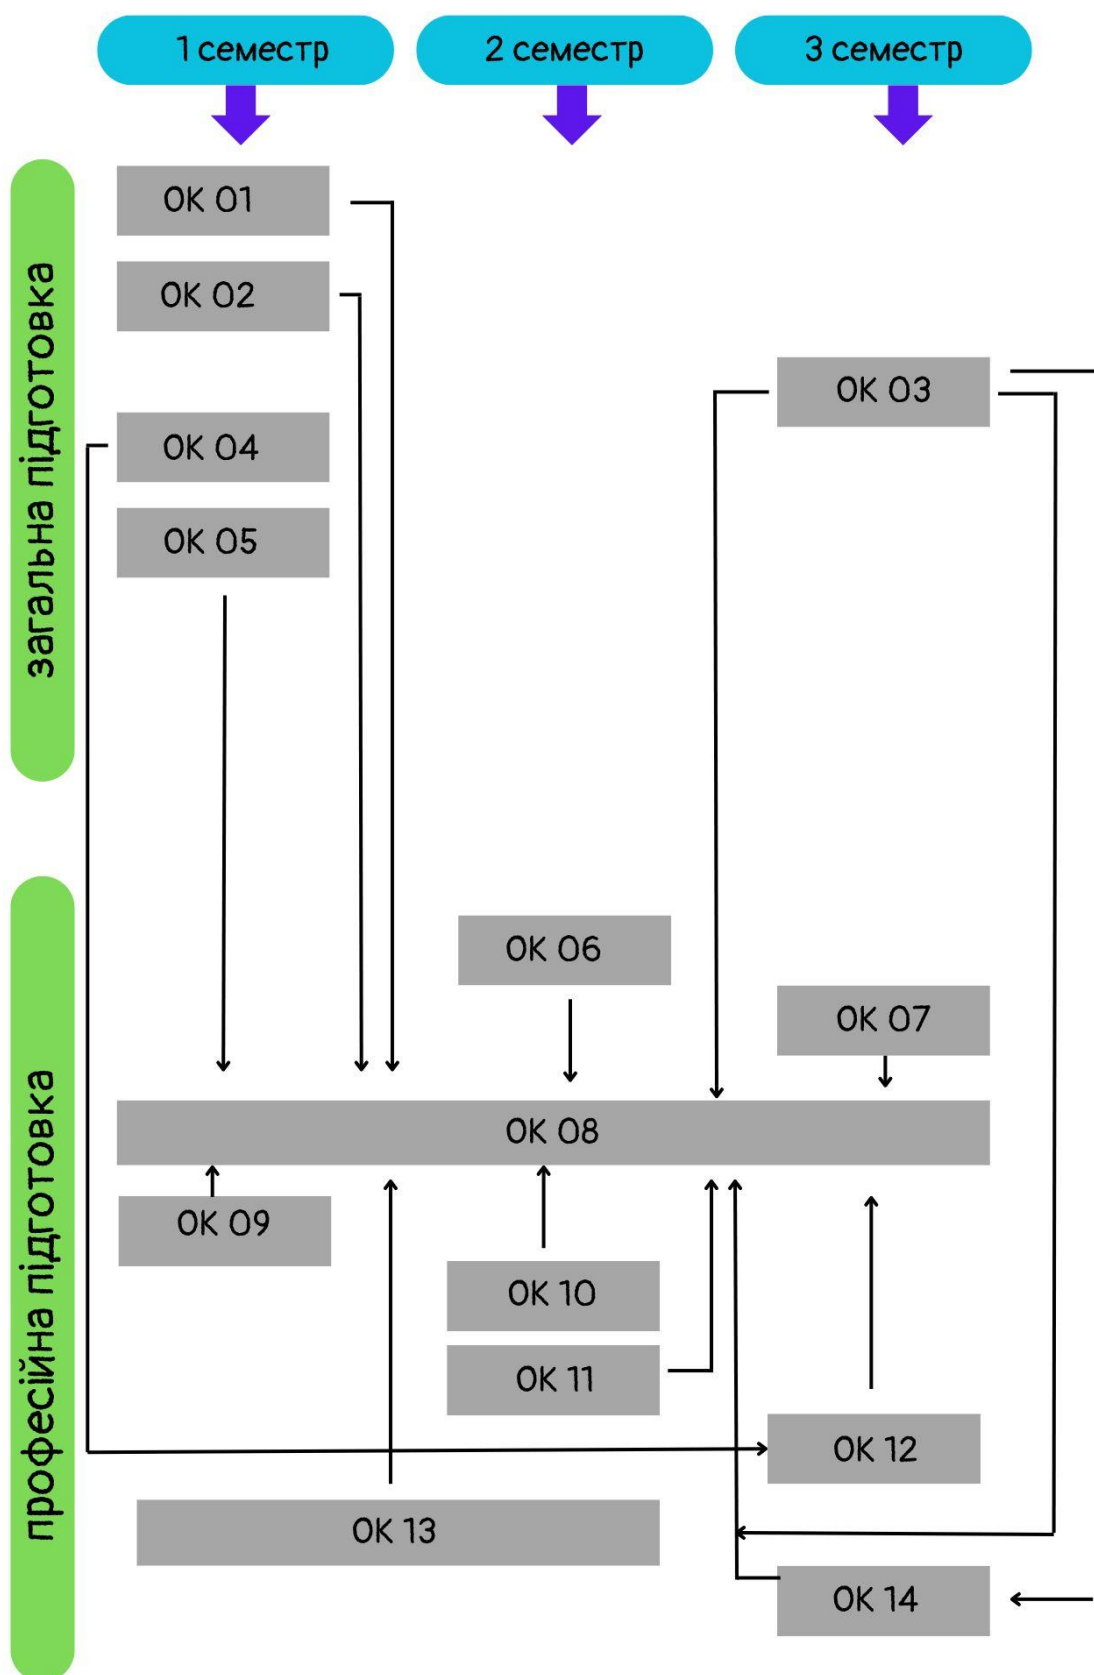 1 семестр
2 семестр
3 семестр
загальна підготовка
ОК 01
ОК 02
ОК 03
ОК 04
ОК 05
професійна підготовка
ОК 06
ОК 07
ОК 08
ОК 09
ОК 10
ОК 11
ОК 12
ОК 13
ОК 14